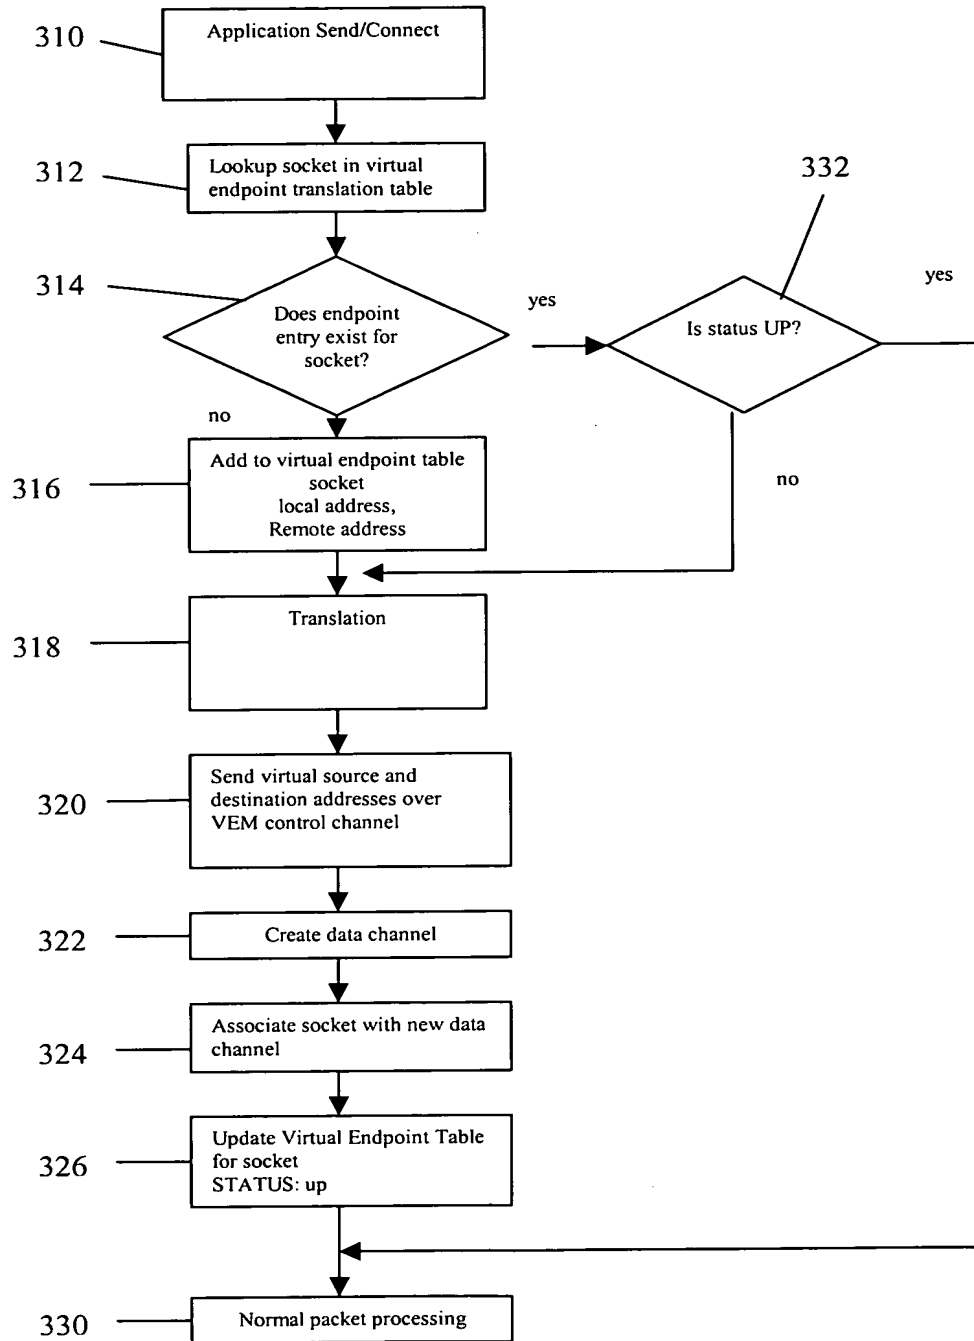 310
Application Send/Connect
312
Lookup socket in virtual
endpoint translation table
332
314
Does endpoint
entry exist for
socket?
yes
Is status UP?
yes
no
no
316
Add to virtual endpoint table
socket
local address,
Remote address
318
Translation
320
Send virtual source and
destination addresses over
VEM control channel
322
Create data channel
324
Associate socket with new data
channel
326
Update Virtual Endpoint Table
for socket
STATUS: up
330
Normal packet processing